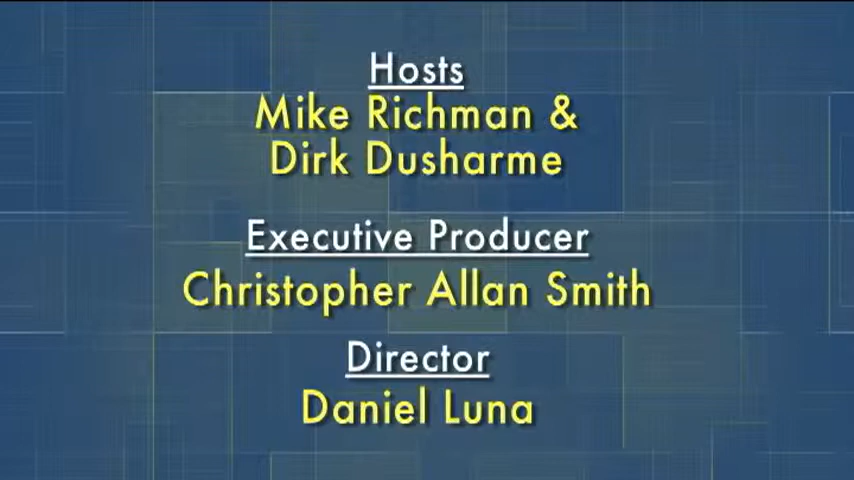 Hosts
Mike Richman &
Dirk Dusharme
Executive Producer
Christopher Allan Smith
Director
Daniel Luna